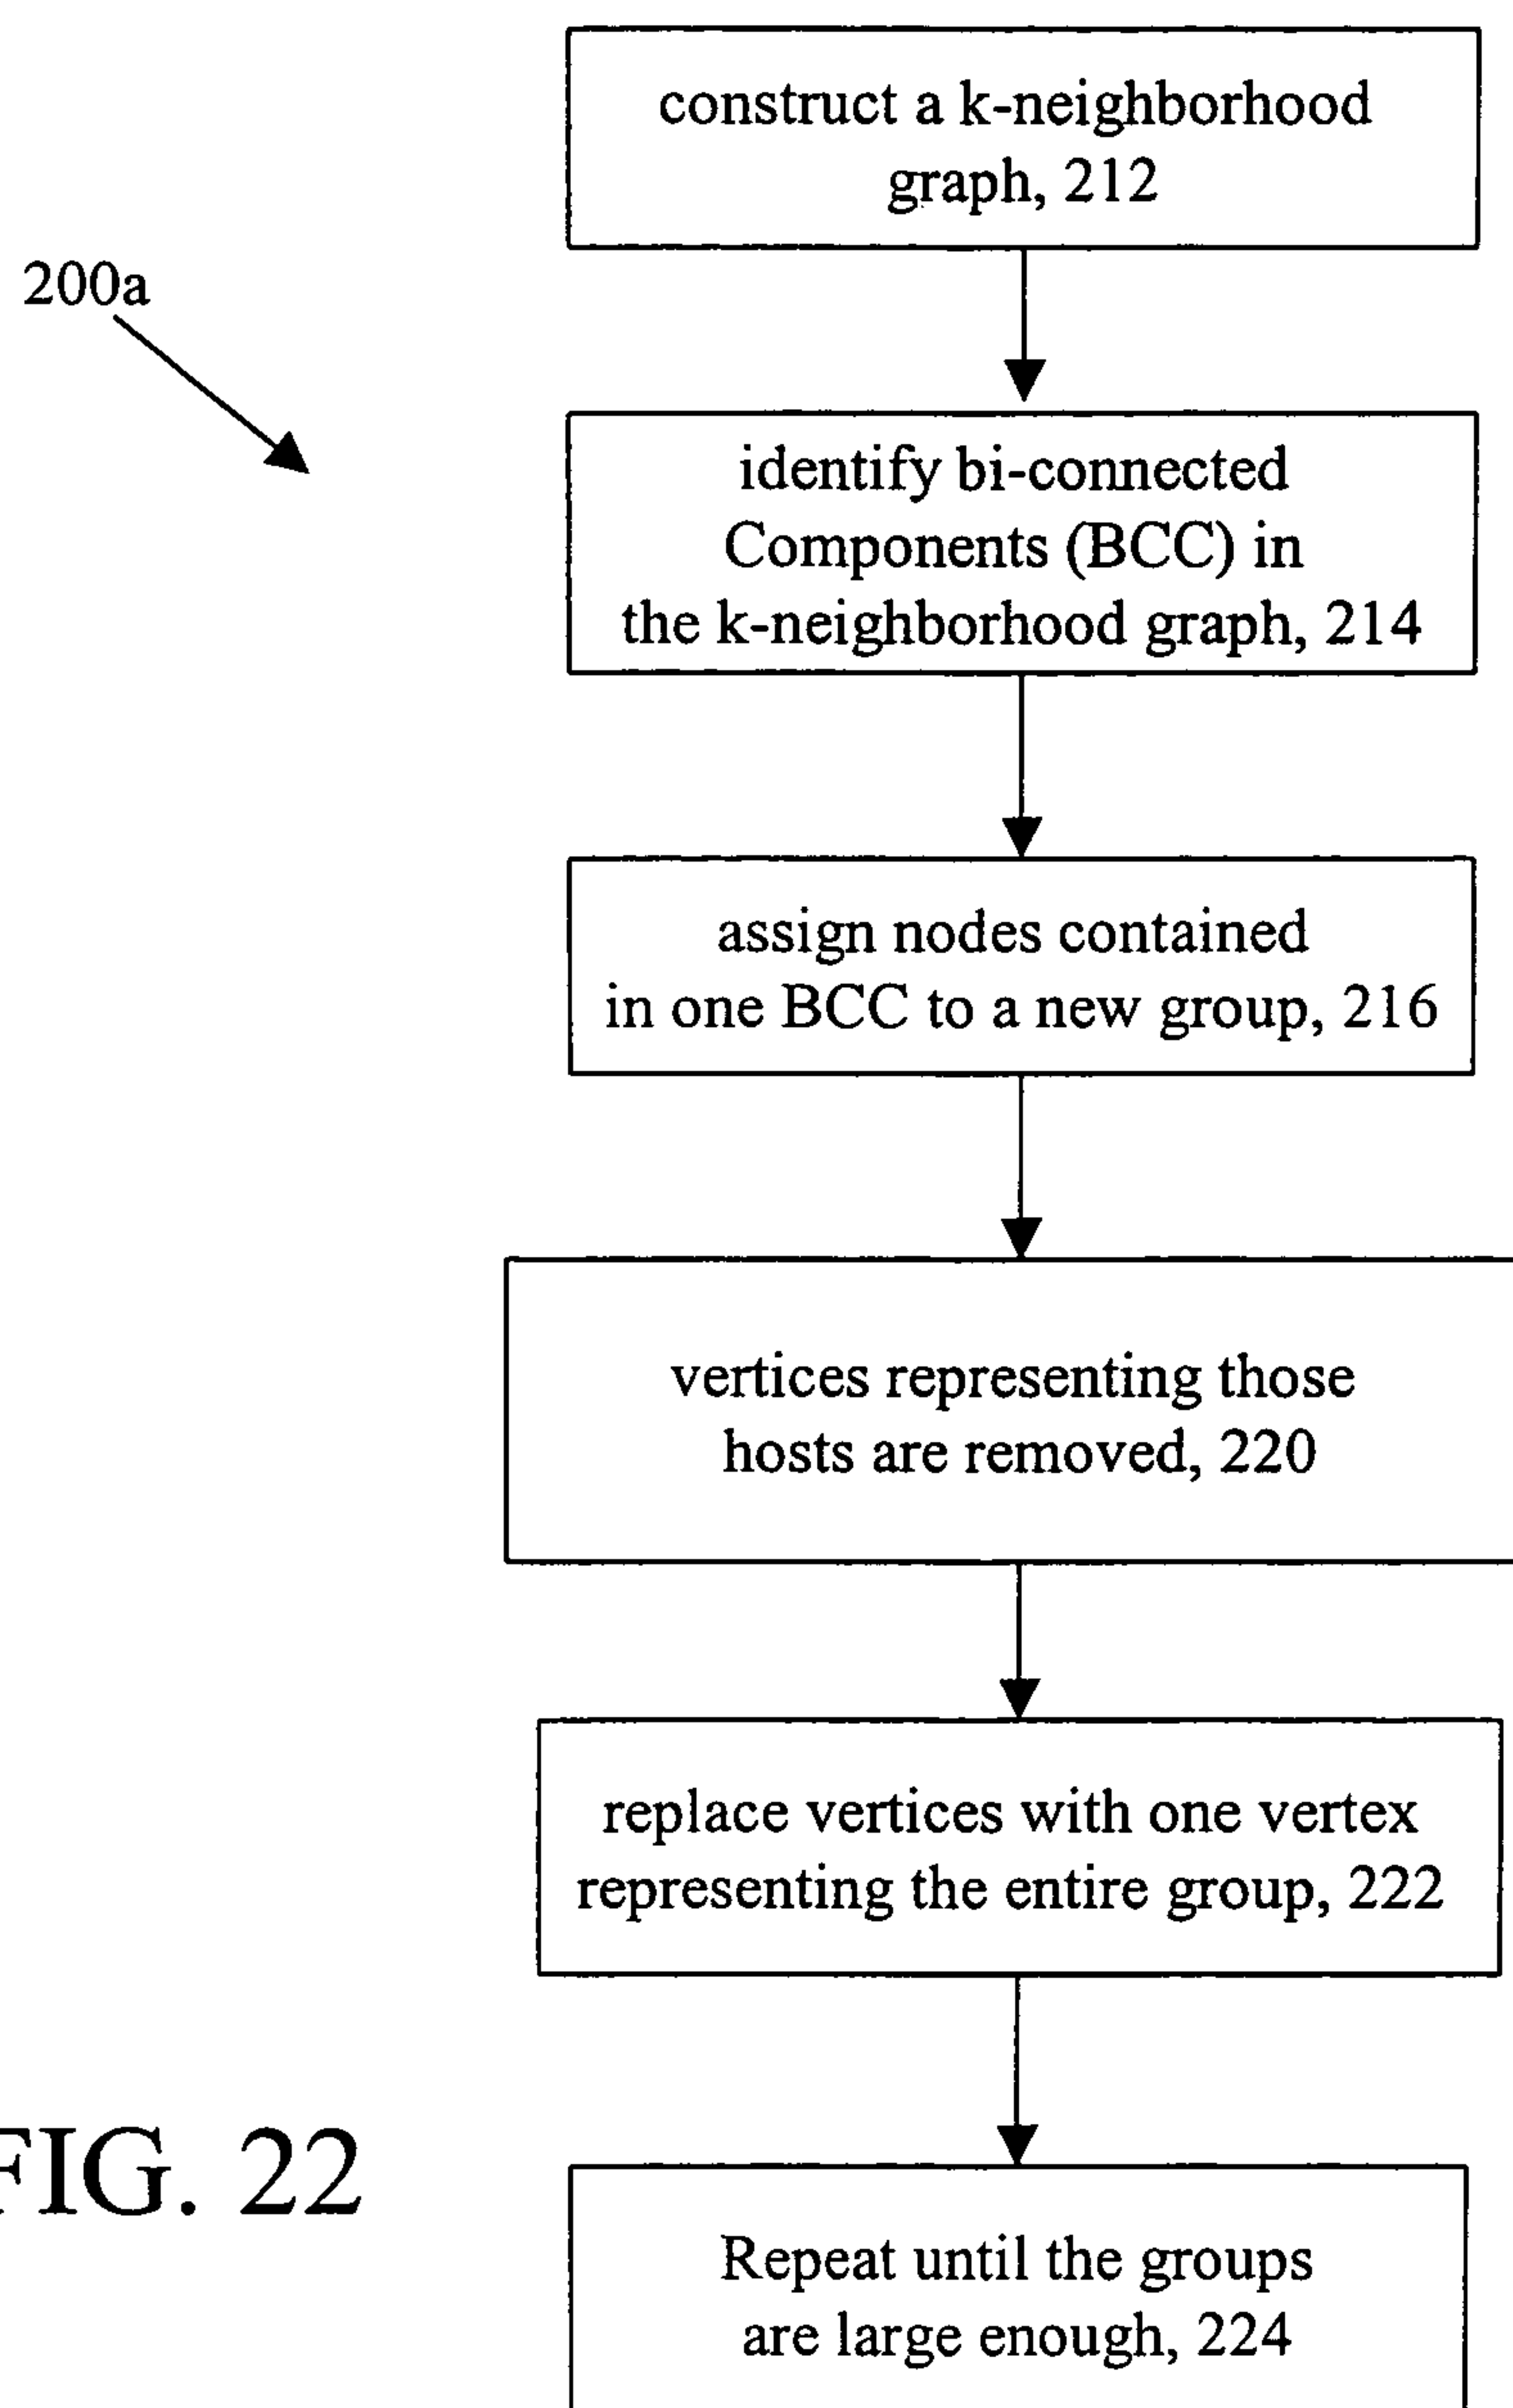 construct a k-neighborhood
graph, 212
200a
identify bi-connected
Components (BCC) in
the k-neighborhood graph, 214
assign nodes contained
in one BCC to a new group, 216
vertices representing those
hosts are removed, 220
replace vertices with one vertex
representing the entire group, 222
FIG. 22
Repeat until the groups
are large enough, 224